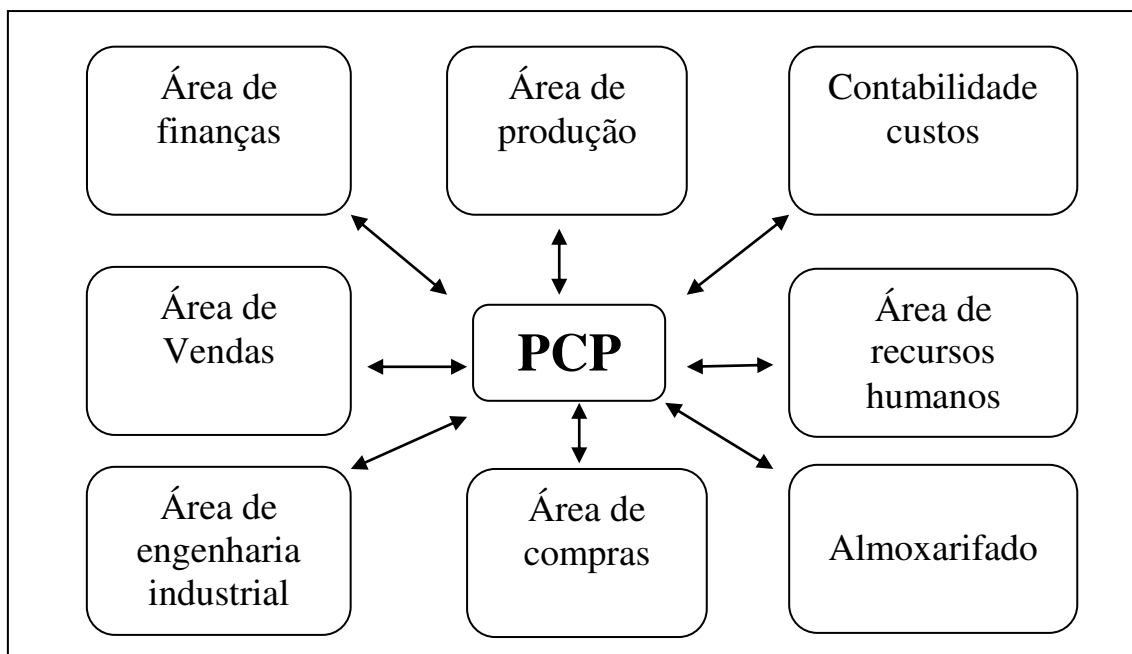 Área de
finanças
Área de
produção
Contabilidade
custos
Área de
Vendas
PCP
Área de
recursos
humanos
Área de
engenharia
industrial
Área de
compras
Almoxarifado